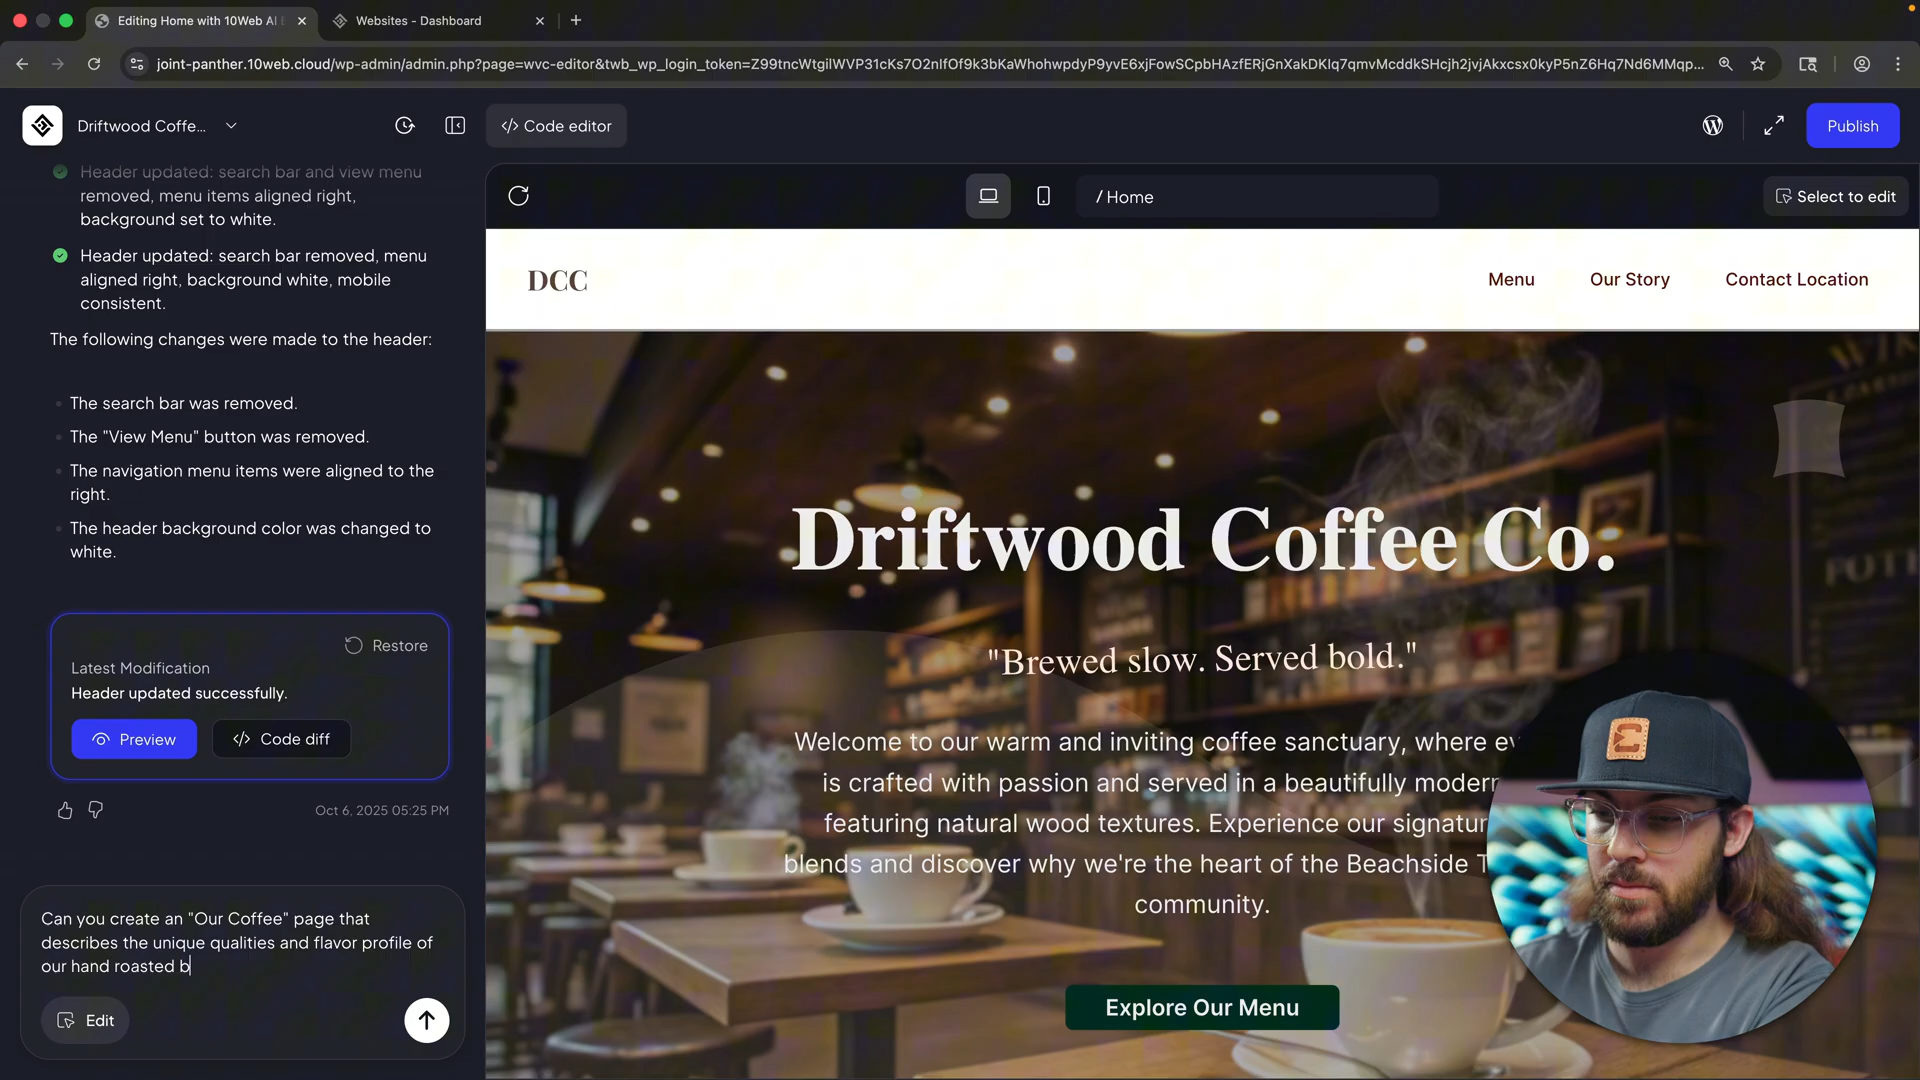 Editing Home with 10Web AI
Websites - Dashboard
joint-panther.10web.cloud/wp-admin/admin.php?page=wvc-editor&twb_wp_login_token=
Driftwood Coffe...
</> Code editor
Publish
Header updated: search bar and view menu
removed, menu items aligned right,
background set to white.
Header updated: search bar removed, menu
aligned right, background white, mobile
consistent.
The following changes were made to the header:
The search bar was removed.
The "View Menu" button was removed.
The navigation menu items were aligned to the
right.
The header background color was changed to
white.
Restore
Latest Modification
Header updated successfully.
Preview
</> Code diff
Oct 6, 2025 05:25 PM
Can you create an "Our Coffee" page that
describes the unique qualities and flavor profile of
our hand roasted b
Edit
/ Home
Select to edit
DCC
Menu
Our Story
Contact Location
Driftwood Coffee Co.
"Brewed slow. Served bold."
Welcome to our warm and inviting coffee sanctuary, where
is crafted with passion and served in a beautifully
featuring natural wood textures. Experience our
blends and discover why we're the heart of the Beachside
community.
Explore Our Menu